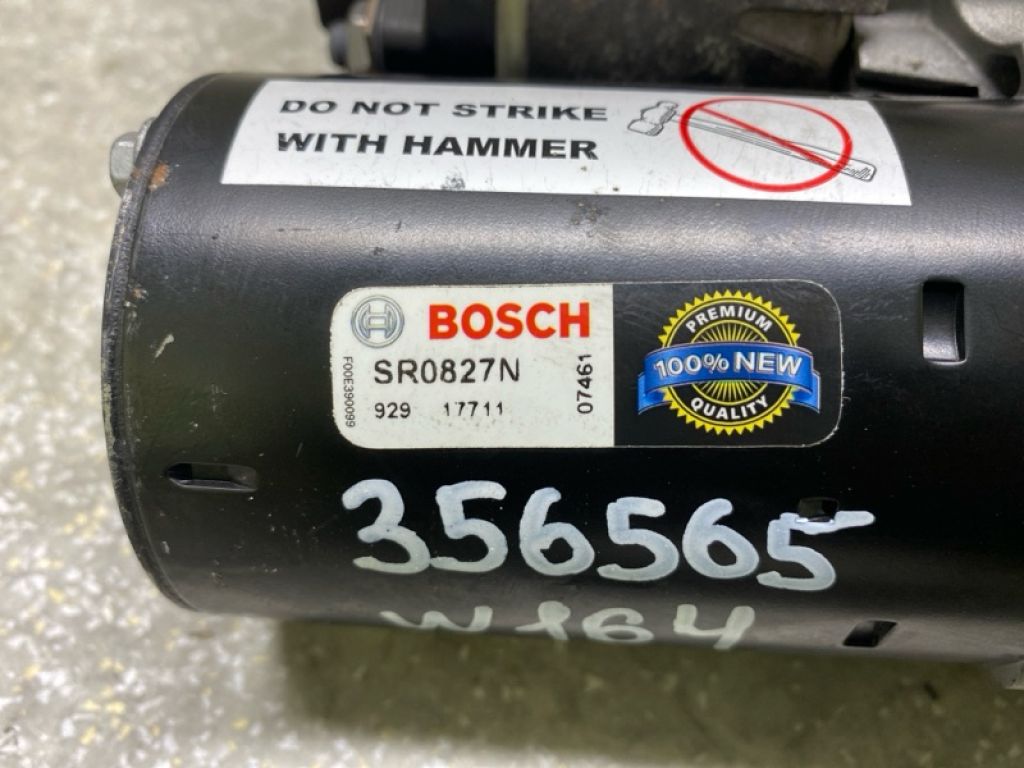 DO NOT STRIKE
WITH HAMMER
BOSCH
SR0827N
929 17711
F00E390099
07461
PREMIUM
100% NEW
QUALITY
356565
W164